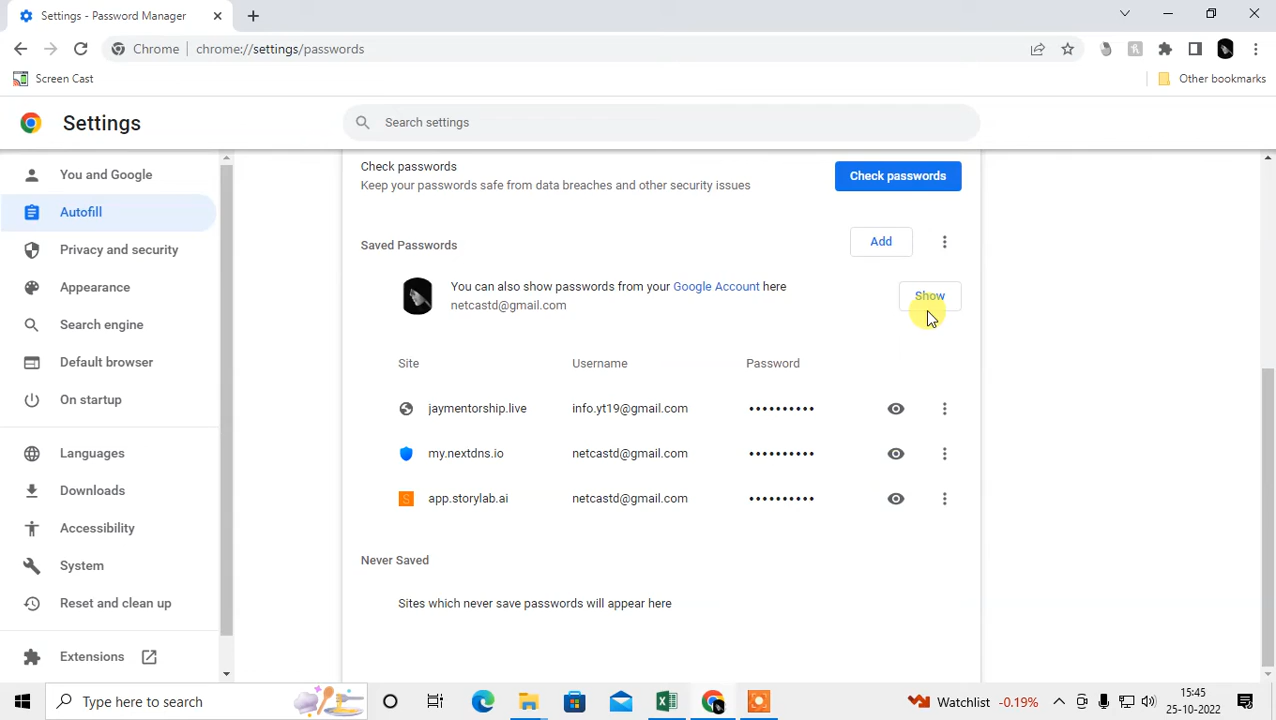 Settings - Password Manager
Chrome
chrome://settings/passwords
Screen Cast
Other bookmarks
Settings
Search settings
You and Google
Autofill
Privacy and security
Appearance
Search engine
Default browser
On startup
Languages
Downloads
Accessibility
System
Reset and clean up
Extensions
Check passwords
Keep your passwords safe from data breaches and other security issues
Check passwords
Saved Passwords
Add
You can also show passwords from your Google Account here
netcastd@gmail.com
Show
Site Username Password
jaymentorship.live info.yt19@gmail.com ••••••••••
my.nextdns.io netcastd@gmail.com ••••••••••
S app.storylab.ai netcastd@gmail.com ••••••••••
Never Saved
Sites which never save passwords will appear here
Type here to search
Watchlist -0.19%
15:45
25-10-2022